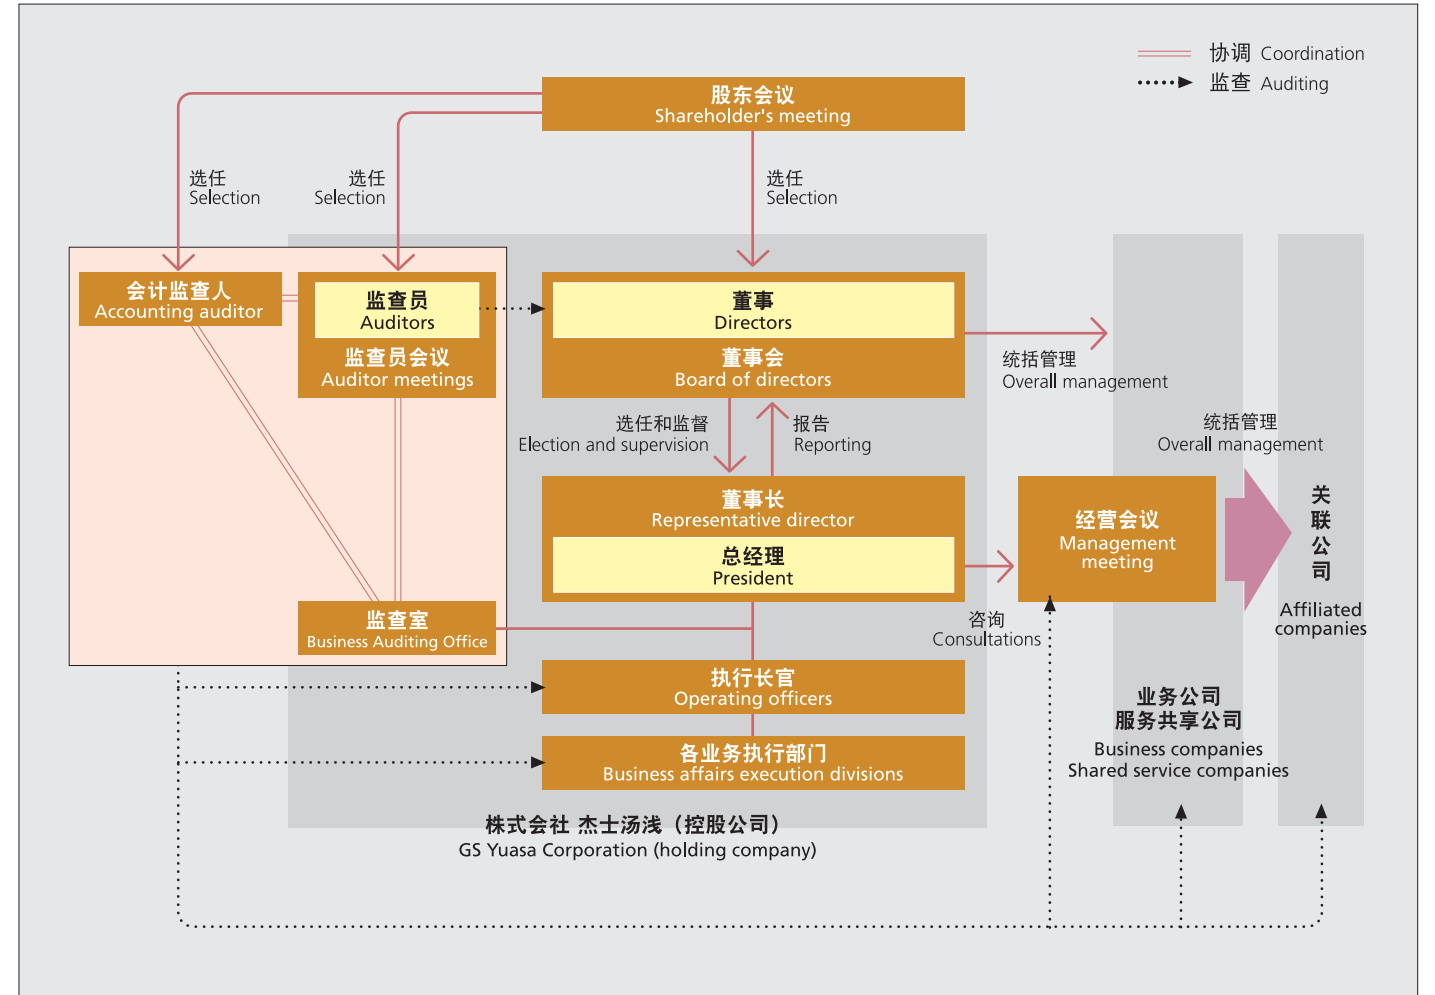 协调 Coordination
监查 Auditing
股东会议
Shareholder's meeting
选任
Selection
选任
Selection
选任
Selection
会计监查人
Accounting auditor
监查员
Auditors
监查员会议
Auditor meetings
董事
Directors
董事会
Board of directors
统括管理
Overall management
选任和监督
Election and supervision
报告
Reporting
统括管理
Overall management
董事长
Representative director
总经理
President
经营会议
Management
meeting
关
联
公
司
Affiliated
companies
监查室
Business Auditing Office
咨询
Consultations
执行长官
Operating officers
业务公司
服务共享公司
Business companies
Shared service companies
各业务执行部门
Business affairs execution divisions
株式会社 杰士汤浅（控股公司）
GS Yuasa Corporation (holding company)